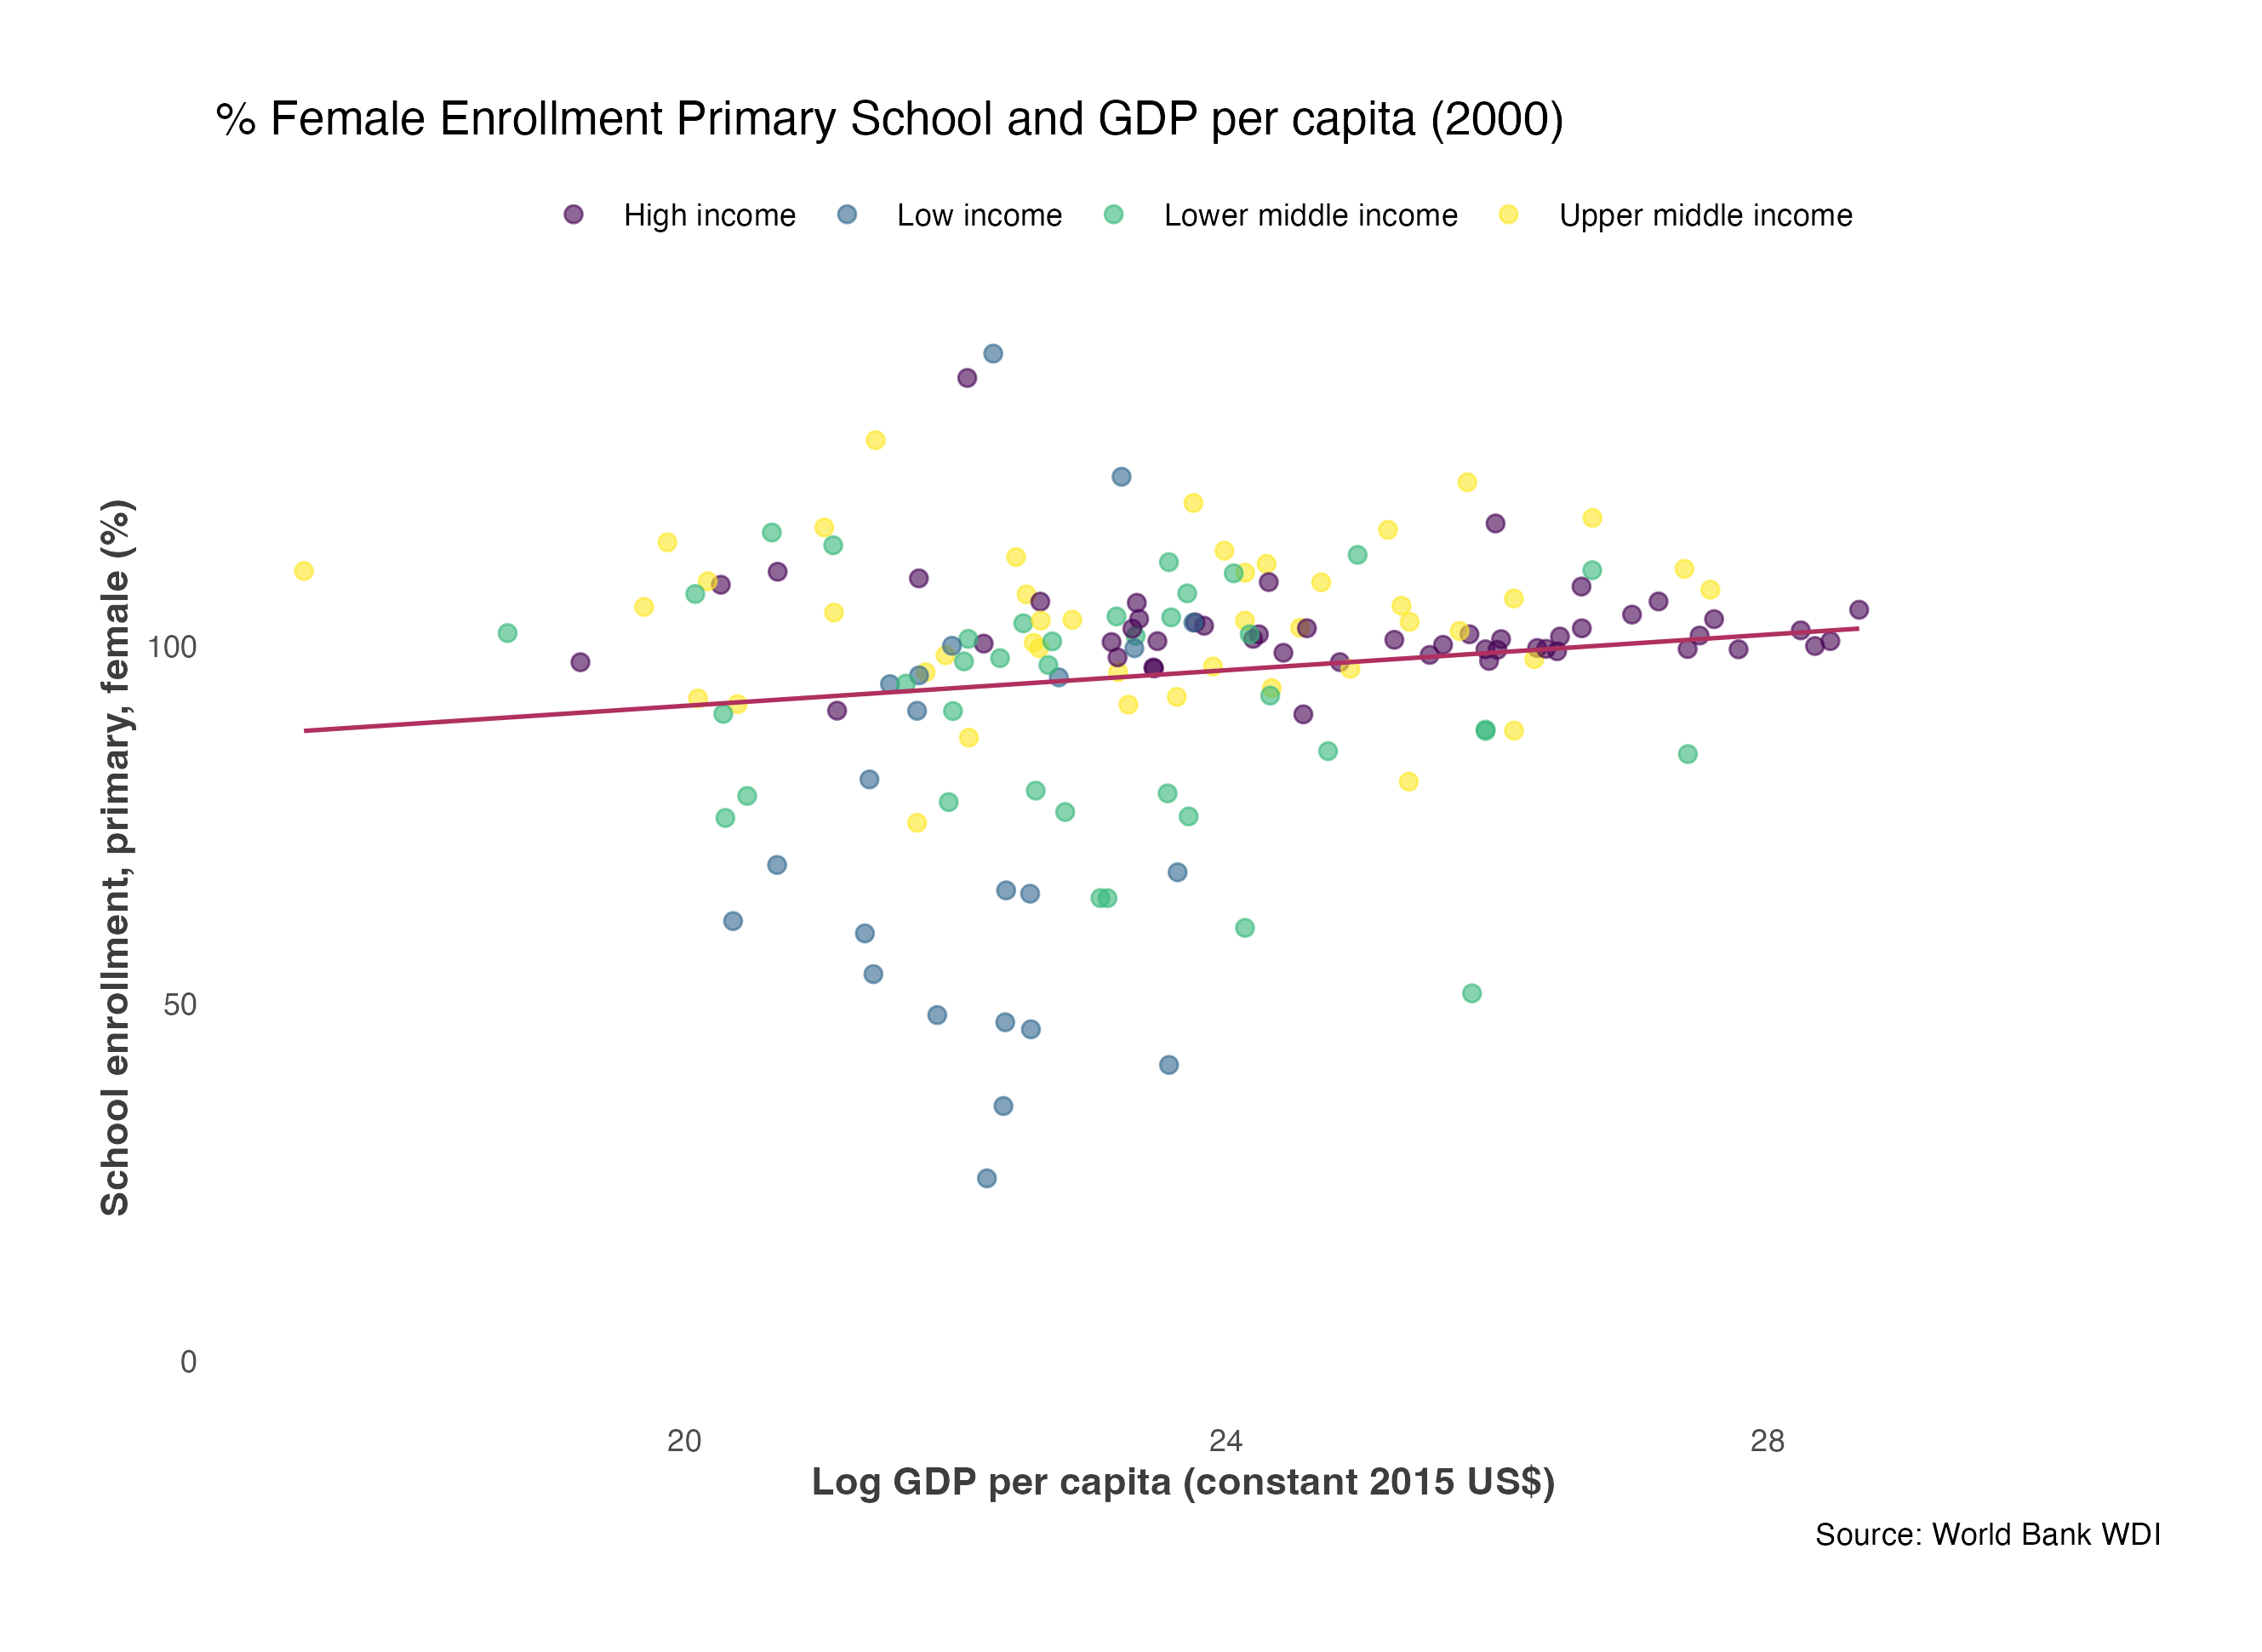 % Female Enrollment Primary School and GDP per capita (2000)
High income
Low income
Lower middle income
Upper middle income
School enrollment, primary, female (%)
100
50
0
20
24
28
Log GDP per capita (constant 2015 US$)
Source: World Bank WDI